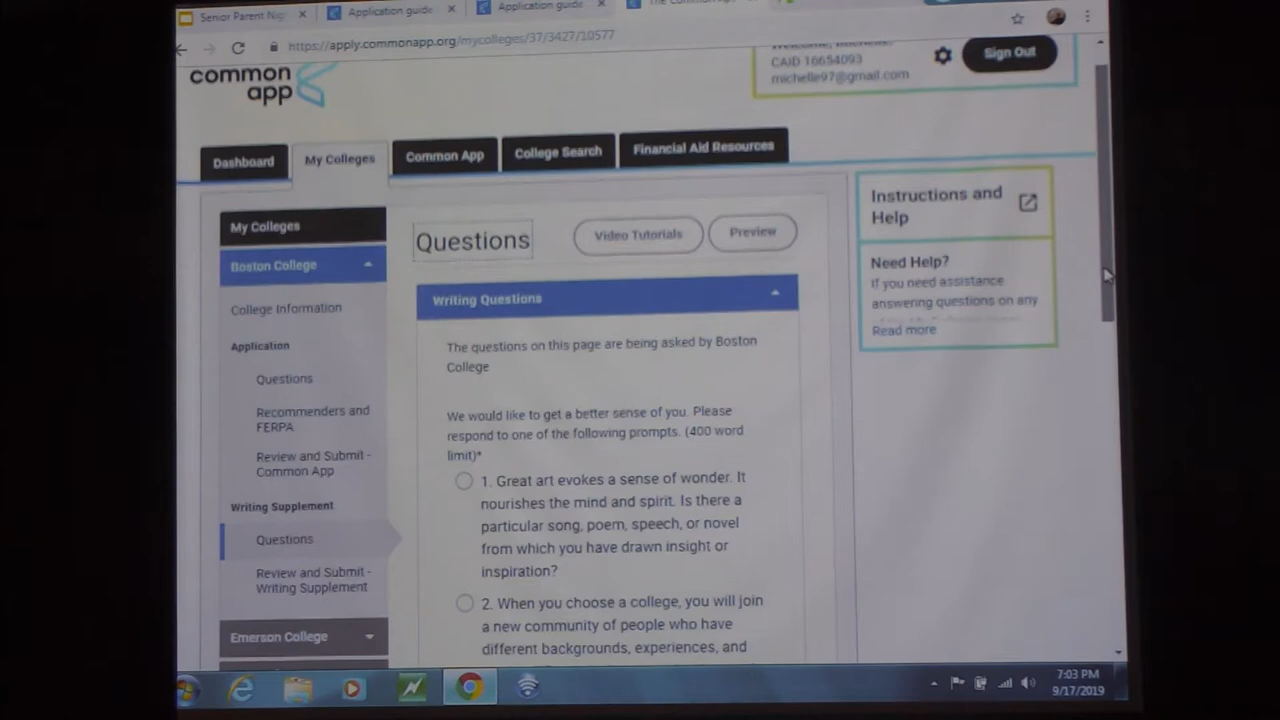 Senior Parent Nig
Application guide
Application guide
https://apply.commonapp.org/mycolleges/37/3427/10577
common
app
CAID 16654093
michelle97@gmail.com
Sign Out
Dashboard
My Colleges
Common App
College Search
Financial Aid Resources
My Colleges
Boston College
College Information
Application
Questions
Recommenders and
FERPA
Review and Submit -
Common App
Writing Supplement
Questions
Review and Submit -
Writing Supplement
Emerson College
Questions
Video Tutorials
Preview
Writing Questions
The questions on this page are being asked by Boston
College
We would like to get a better sense of you. Please
respond to one of the following prompts. (400 word
limit)*
1. Great art evokes a sense of wonder. It
nourishes the mind and spirit. Is there a
particular song, poem, speech, or novel
from which you have drawn insight or
inspiration?
2. When you choose a college, you will join
a new community of people who have
different backgrounds, experiences, and
Instructions and
Help
Need Help?
If you need assistance
answering questions on any
Read more
7:03 PM
9/17/2019